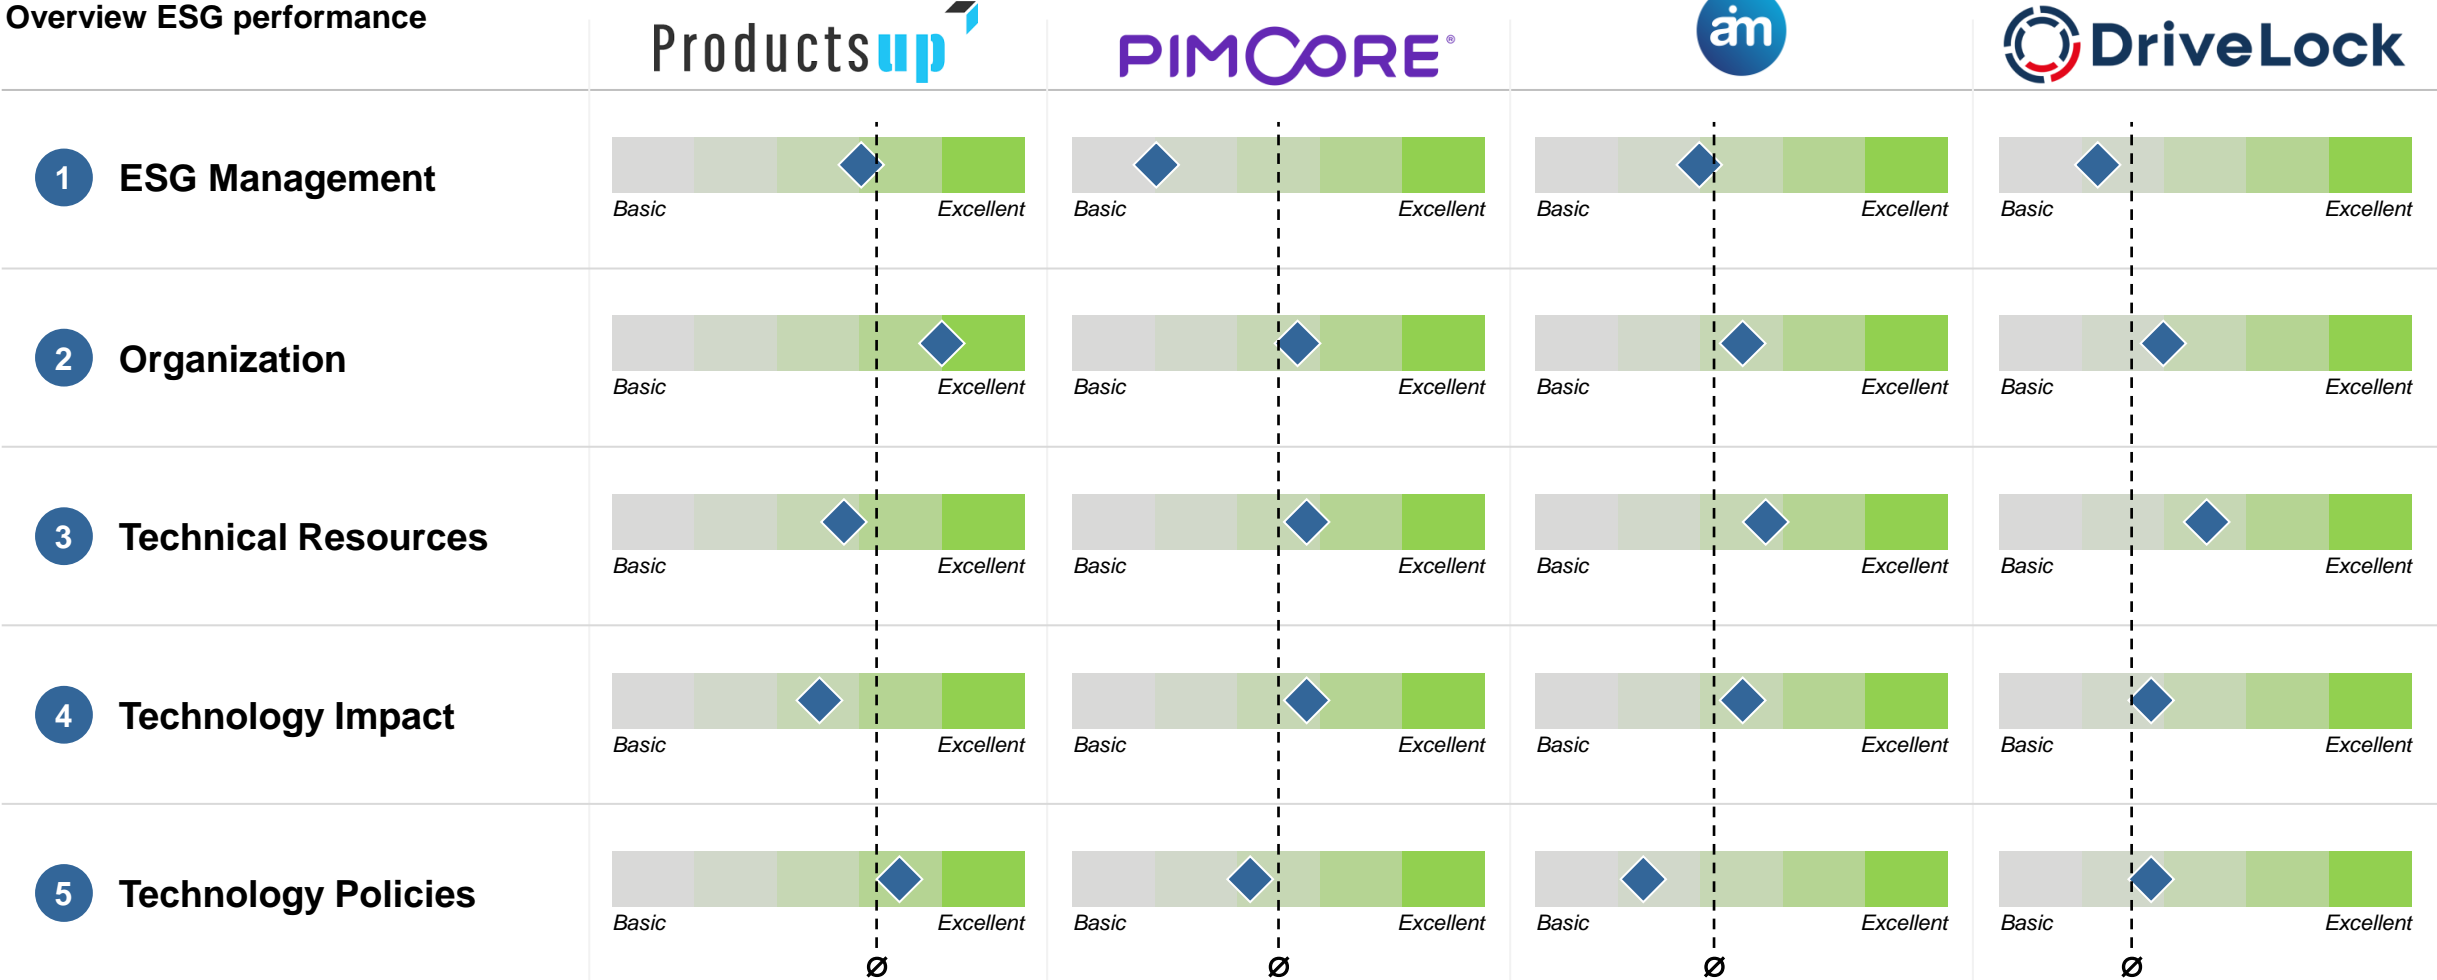 Overview ESG performance
Productsup
PIMCORE®
aim
DriveLock
1 ESG Management
Basic Excellent Basic Excellent Basic Excellent Basic Excellent
2 Organization
Basic Excellent Basic Excellent Basic Excellent Basic Excellent
3 Technical Resources
Basic Excellent Basic Excellent Basic Excellent Basic Excellent
4 Technology Impact
Basic Excellent Basic Excellent Basic Excellent Basic Excellent
5 Technology Policies
Basic Excellent Basic Excellent Basic Excellent Basic Excellent
Ø Ø Ø Ø